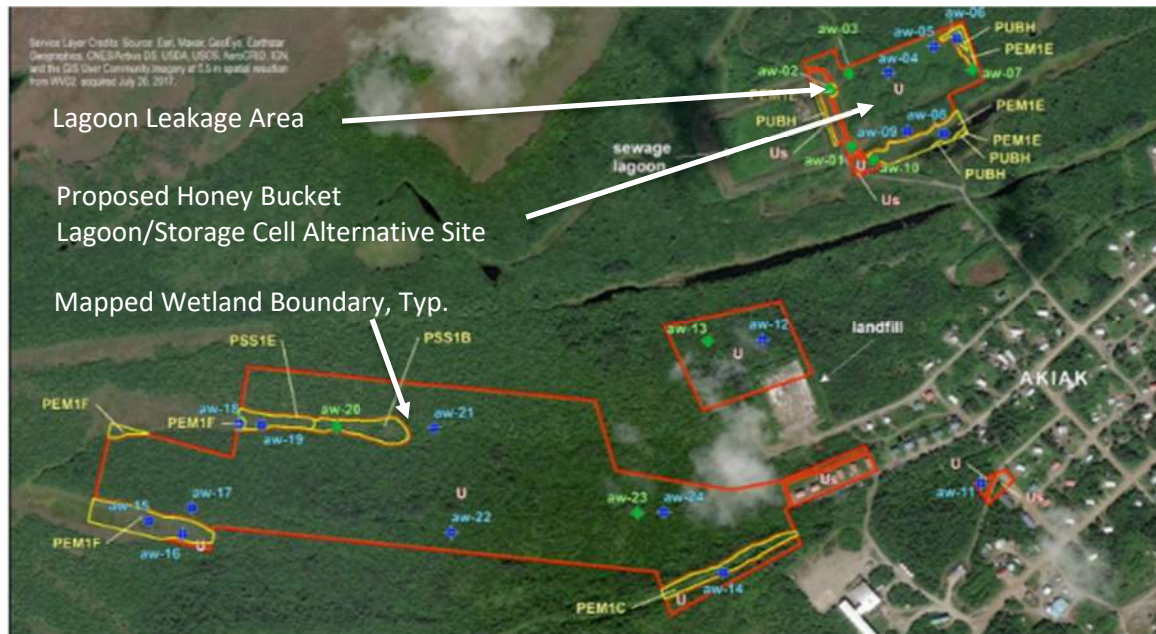 Service Layer Credits: Source: Esri, Maxar, GeoEye, Earthstar
Geographics, CNES/Airbus DS, USDA, USGS, AeroGRID, IGN,
and the GIS User Community.Imagery at 0.5 m spatial resolution
from WV02, acquired July 26, 2017.
aw-06
aw-05
PUBH
PEM1E
aw-03
aw-04
aw-07
aw-02
U
PEM1E
PUBH
Lagoon Leakage Area
aw-08
PEM1E
aw-09
PEM1E
sewage
lagoon
Us
aw-01
PUBH
U
aw-10
PUBH
Us
Proposed Honey Bucket
Lagoon/Storage Cell Alternative Site
Mapped Wetland Boundary, Typ.
aw-13
aw-12
landfill
U
PSS1E
PSS1B
AKIAK
PEM1F
aw-18
PEM1F
aw-20
aw-21
aw-19
U
aw-17
aw-15
aw-23
aw-24
Us
U
aw-11
Us
PEM1F
aw-16
U
aw-22
aw-14
PEM1C
U